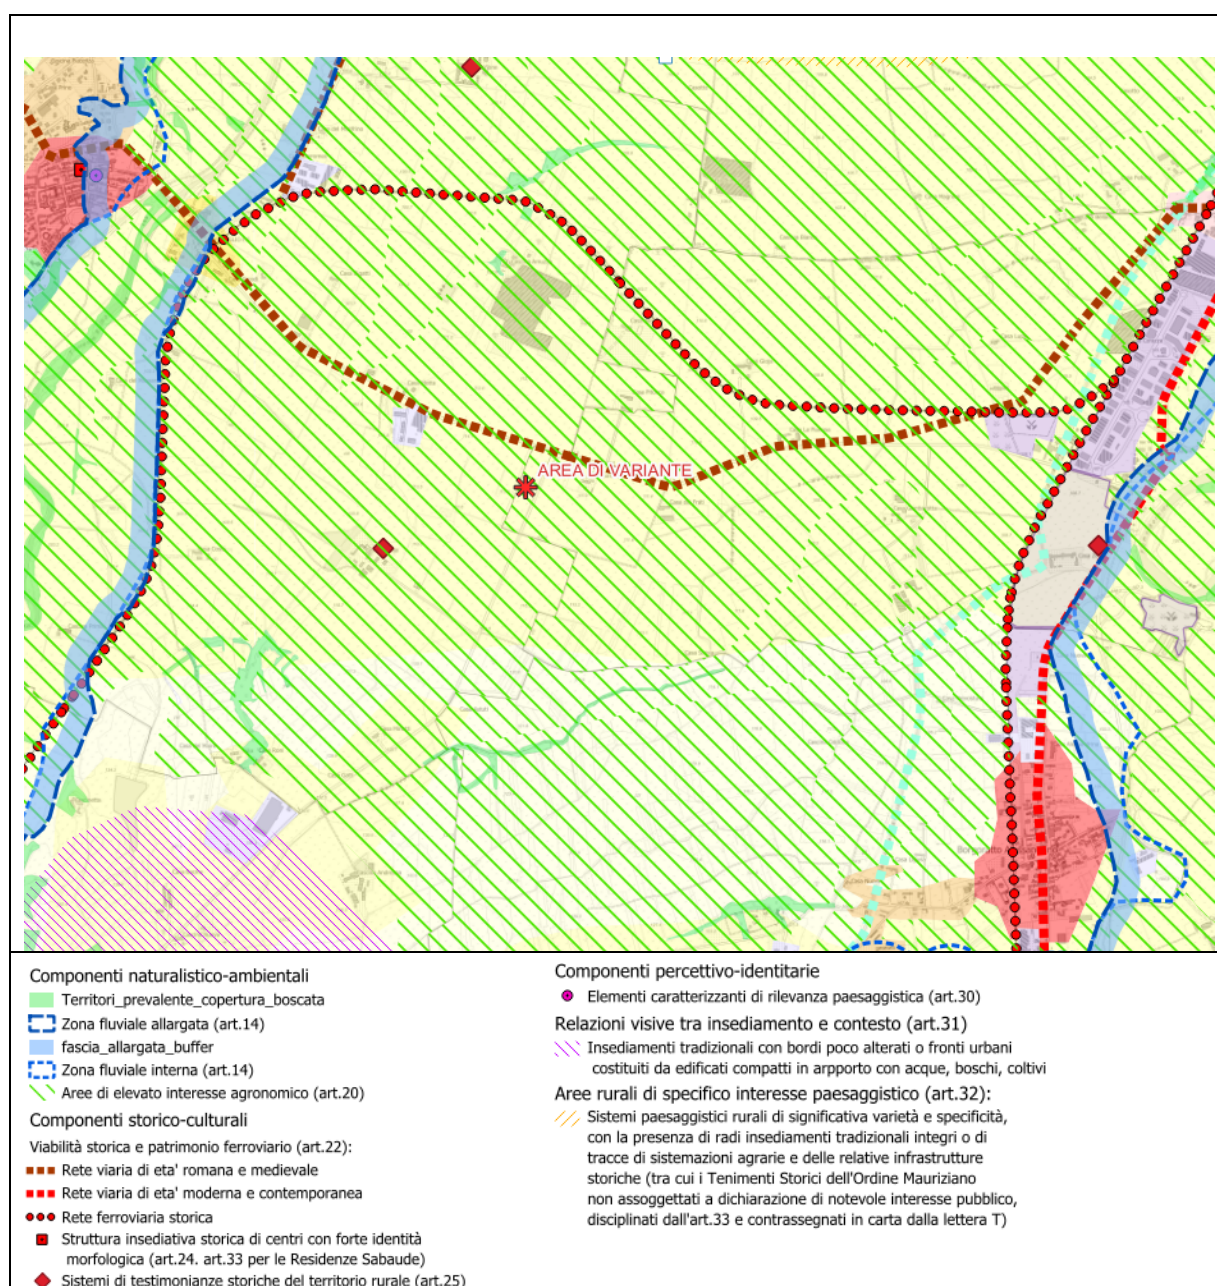 AREA DI VARIANTE
Componenti naturalistico-ambientali
Territori_prevalente_copertura_boscata
Zona fluviale allargata (art.14)
fascia_allargata_buffer
Zona fluviale interna (art.14)
Aree di elevato interesse agronomico (art.20)
Componenti storico-culturali
Viabilità storica e patrimonio ferroviario (art.22):
Rete viaria di eta' romana e medievale
Rete viaria di eta' moderna e contemporanea
Rete ferroviaria storica
Struttura insediativa storica di centri con forte identità
morfologica (art.24. art.33 per le Residenze Sabaude)
Sistemi di testimonianze storiche del territorio rurale (art.25)
Componenti percettivo-identitarie
Elementi caratterizzanti di rilevanza paesaggistica (art.30)
Relazioni visive tra insediamento e contesto (art.31)
Insediamenti tradizionali con bordi poco alterati o fronti urbani
costituiti da edificati compatti in arpporto con acque, boschi, coltivi
Aree rurali di specifico interesse paesaggistico (art.32):
Sistemi paesaggistici rurali di significativa varietà e specificità,
con la presenza di radi insediamenti tradizionali integri o di
tracce di sistemazioni agrarie e delle relative infrastrutture
storiche (tra cui i Tenimenti Storici dell'Ordine Mauriziano
non assoggettati a dichiarazione di notevole interesse pubblico,
disciplinati dall'art.33 e contrassegnati in carta dalla lettera T)